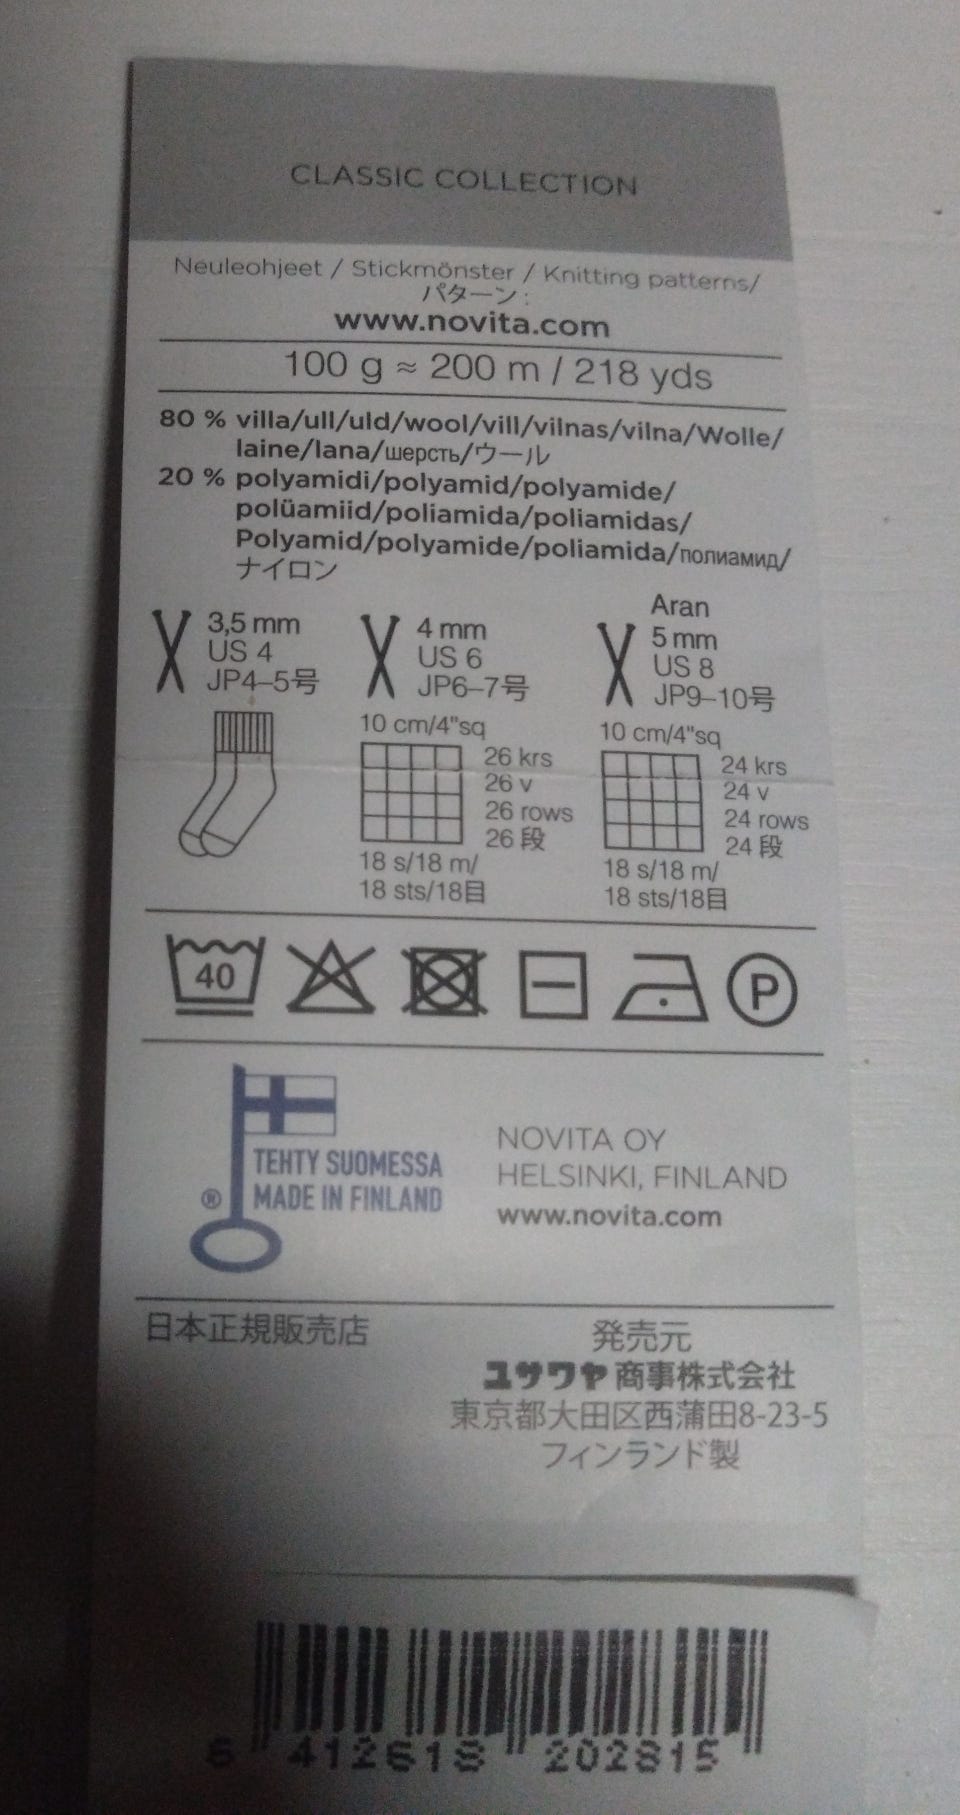 CLASSIC COLLECTION
Neuleohjeet / Stickmönster / Knitting patterns/
パターン:
www.novita.com
100 g ≈ 200 m / 218 yds
80 % villa/ull/uld/wool/vill/vilnas/vilna/Wolle/
laine/lana/шерсть/ウール
20 % polyamidi/polyamid/polyamide/
polüamiid/poliamida/poliamidas/
Polyamid/polyamide/poliamida/полиамид/
ナイロン
3,5 mm
US 4
JP4–5号
4 mm
US 6
JP6–7号
10 cm/4"sq
26 krs
26 v
26 rows
26 段
18 s/18 m/
18 sts/18目
Aran
5 mm
US 8
JP9–10号
10 cm/4"sq
24 krs
24 v
24 rows
24 段
18 s/18 m/
18 sts/18目
40
P
TEHTY SUOMESSA
® MADE IN FINLAND
NOVITA OY
HELSINKI, FINLAND
www.novita.com
日本正規販売店
発売元
ユザワヤ商事株式会社
東京都大田区西蒲田8-23-5
フィンランド製
6 412618 202815